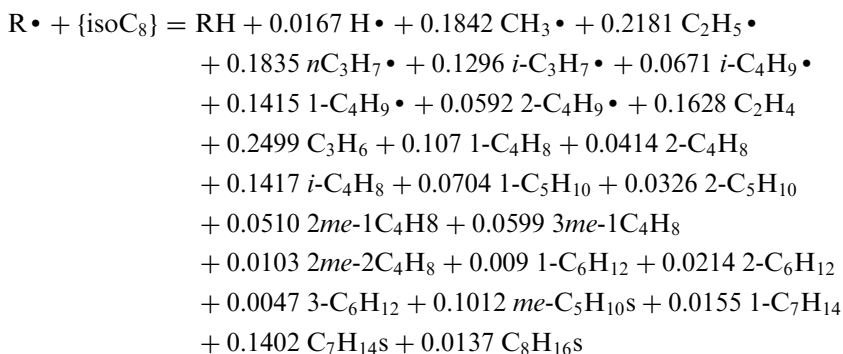 R• + {isoC₈} = RH + 0.0167 H• + 0.1842 CH₃• + 0.2181 C₂H₅•
+ 0.1835 nC₃H₇• + 0.1296 i-C₃H₇• + 0.0671 i-C₄H₉•
+ 0.1415 1-C₄H₉• + 0.0592 2-C₄H₉• + 0.1628 C₂H₄
+ 0.2499 C₃H₆ + 0.107 1-C₄H₈ + 0.0414 2-C₄H₈
+ 0.1417 i-C₄H₈ + 0.0704 1-C₅H₁₀ + 0.0326 2-C₅H₁₀
+ 0.0510 2me-1C₄H8 + 0.0599 3me-1C₄H₈
+ 0.0103 2me-2C₄H₈ + 0.009 1-C₆H₁₂ + 0.0214 2-C₆H₁₂
+ 0.0047 3-C₆H₁₂ + 0.1012 me-C₅H₁₀s + 0.0155 1-C₇H₁₄
+ 0.1402 C₇H₁₄s + 0.0137 C₈H₁₆s